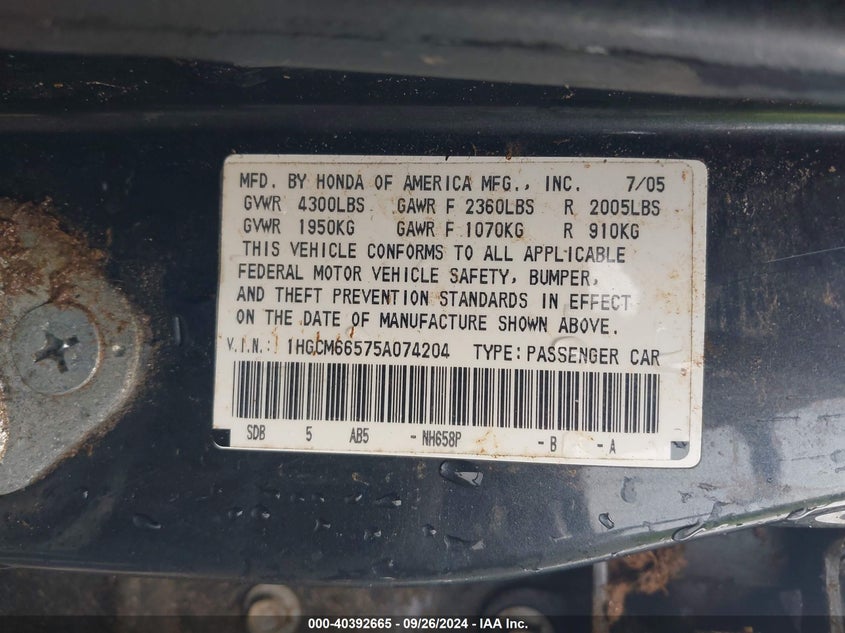 MFD. BY HONDA OF AMERICA MFG., INC. 7/05
GVWR 4300LBS GAWR F 2360LBS R 2005LBS
GVWR 1950KG GAWR F 1070KG R 910KG
THIS VEHICLE CONFORMS TO ALL APPLICABLE
FEDERAL MOTOR VEHICLE SAFETY, BUMPER,
AND THEFT PREVENTION STANDARDS IN EFFECT
ON THE DATE OF MANUFACTURE SHOWN ABOVE.
V.I.N.: 1HGCM66575A074204 TYPE: PASSENGER CAR
SDB 5 AB5 - NH658P - B - A
000-40392665 - 09/26/2024 - IAA Inc.